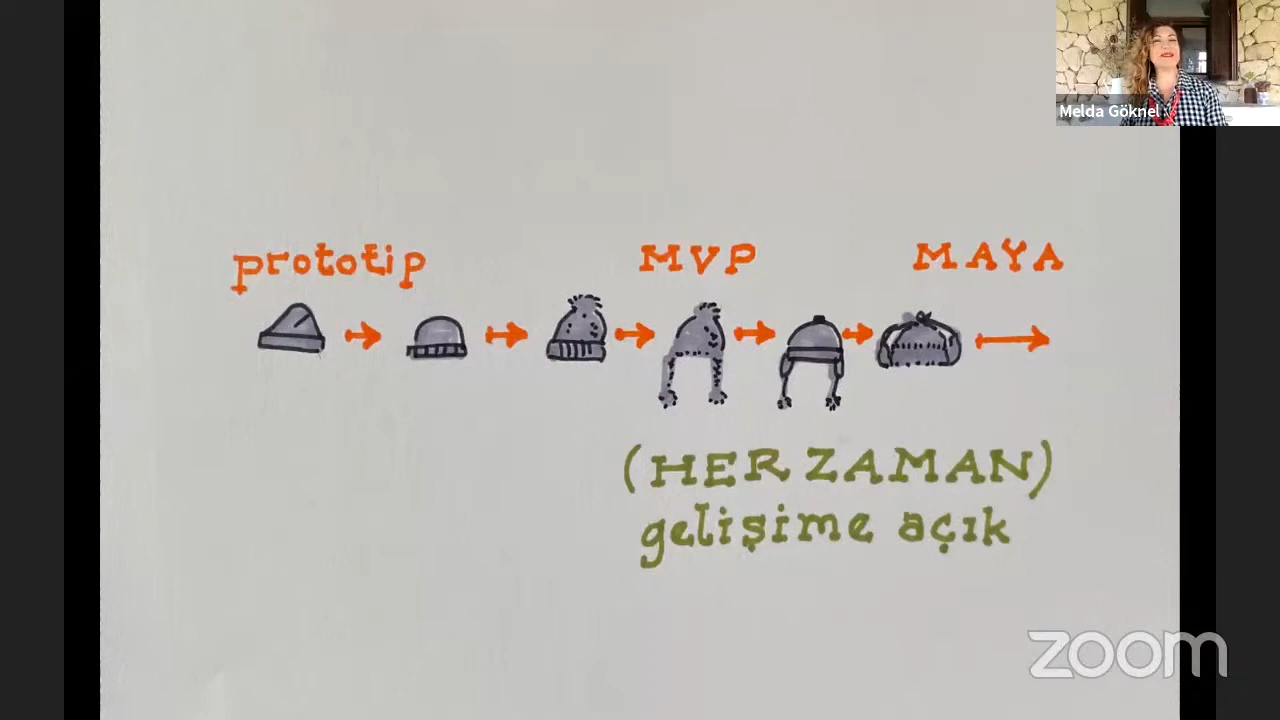 Melda Göknel
prototip
MVP
MAYA
(HER ZAMAN)
gelişime açık
zoom